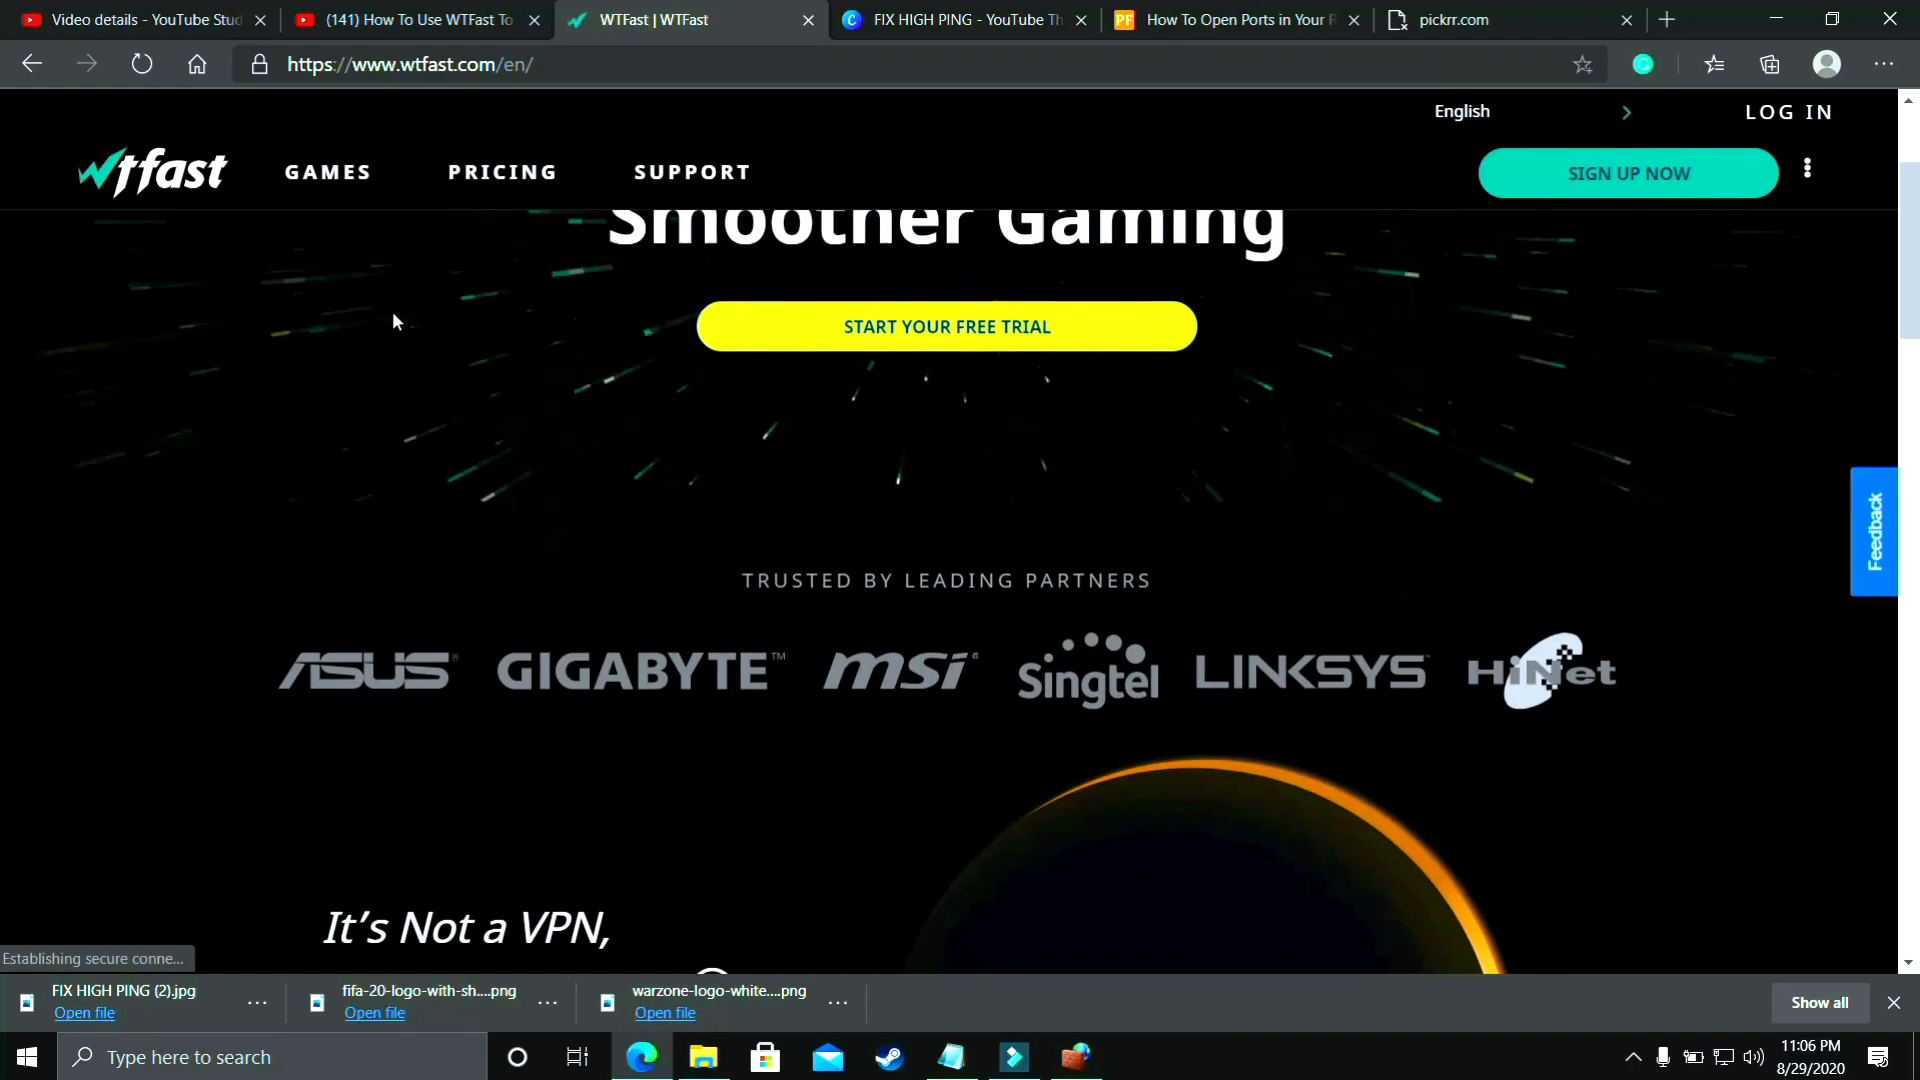 Video details - YouTube Stud
(141) How To Use WTFast To
WTFast | WTFast
FIX HIGH PING - YouTube Th
PF
How To Open Ports in Your R
pickrr.com
https://www.wtfast.com/en/
English
LOG IN
wtfast
GAMES
PRICING
SUPPORT
SIGN UP NOW
Smoother Gaming
START YOUR FREE TRIAL
Feedback
TRUSTED BY LEADING PARTNERS
ASUS®
GIGABYTE™
msi
Singtel
LINKSYS
HiNet
It's Not a VPN,
Establishing secure conne...
FIX HIGH PING (2).jpg
Open file
fifa-20-logo-with-sh....png
Open file
warzone-logo-white....png
Open file
Show all
Type here to search
11:06 PM
8/29/2020